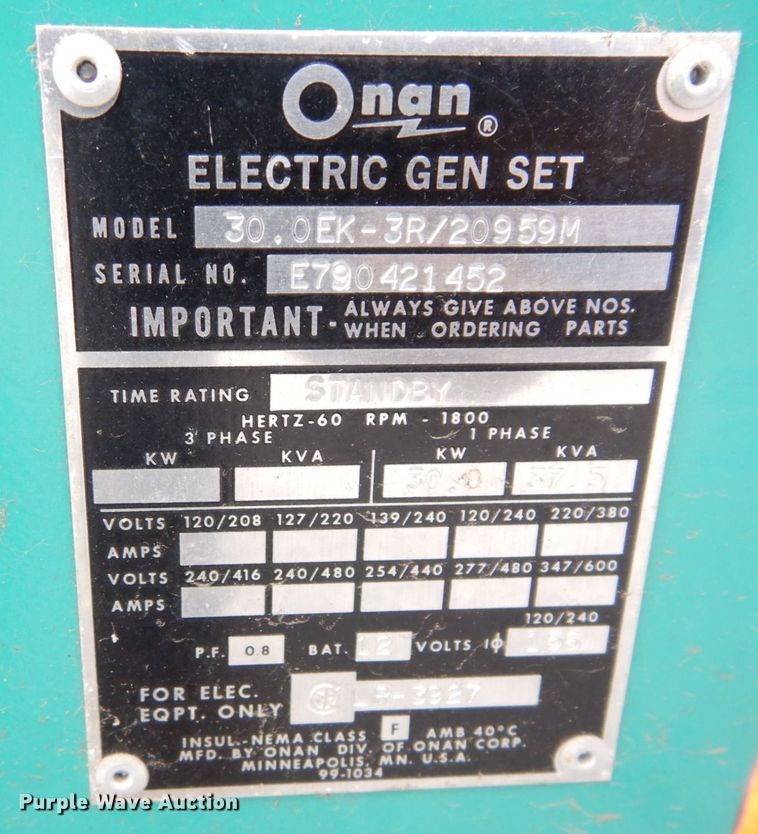 Onan ®
ELECTRIC GEN SET
MODEL 30.0EK-3R/20959M
SERIAL NO. E790421452
IMPORTANT- ALWAYS GIVE ABOVE NOS.
WHEN ORDERING PARTS
TIME RATING STANDBY
HERTZ-60 RPM - 1800
3 PHASE 1 PHASE
KW KVA KW KVA
30.0 37.5
VOLTS 120/208 127/220 139/240 120/240 220/380
AMPS
VOLTS 240/416 240/480 254/440 277/480 347/600
AMPS
120/240
P.F. 0.8 BAT. 12 VOLTS 1φ
FOR ELEC.
EQPT. ONLY LR-3927
INSUL.-NEMA CLASS F AMB 40°C
MFD. BY ONAN DIV. OF ONAN CORP.
MINNEAPOLIS, MN. U.S.A.
99-1034
Purple Wave Auction